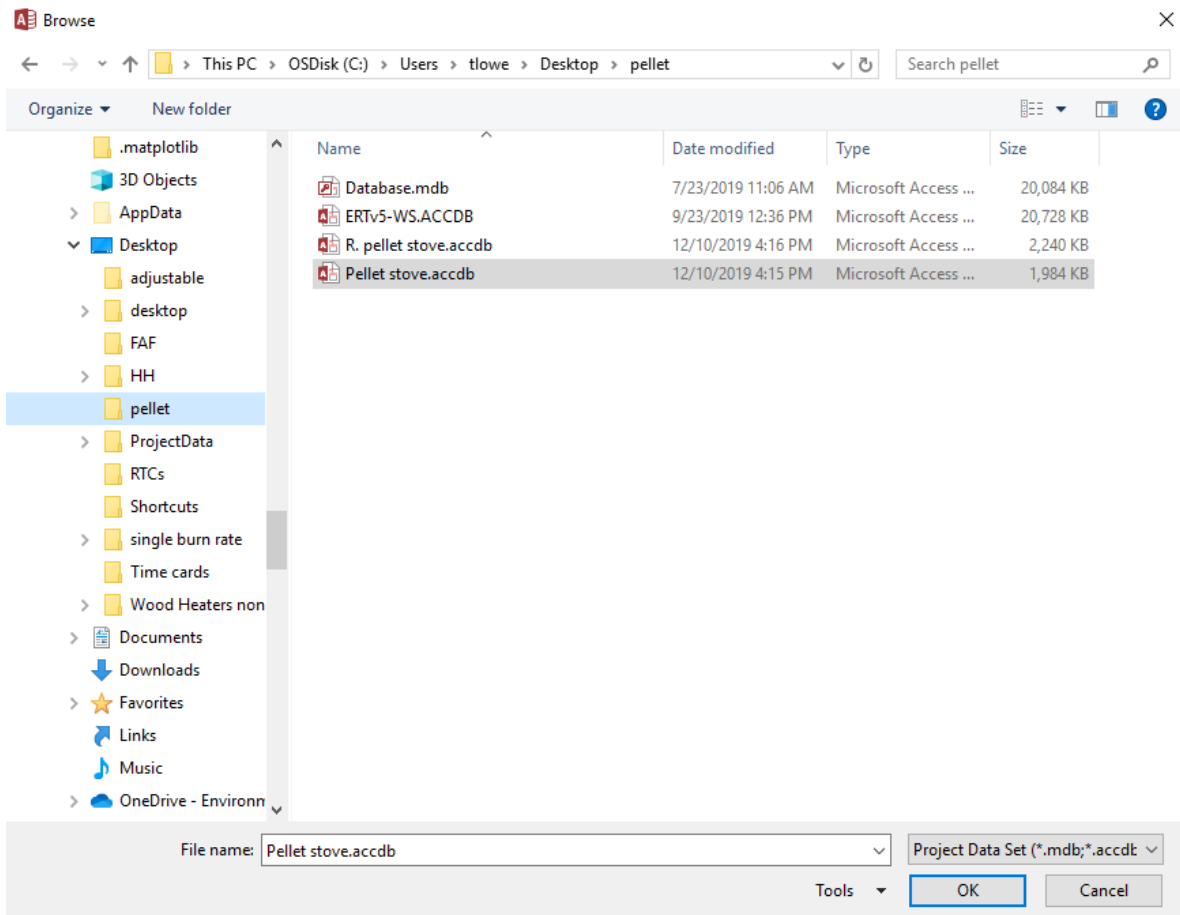 Browse
This PC > OSDisk (C:) > Users > tlowe > Desktop > pellet
Search pellet
Organize
New folder
Name Date modified Type Size
Database.mdb 7/23/2019 11:06 AM Microsoft Access ... 20,084 KB
ERTv5-WS.ACCDB 9/23/2019 12:36 PM Microsoft Access ... 20,728 KB
R. pellet stove.accdb 12/10/2019 4:16 PM Microsoft Access ... 2,240 KB
Pellet stove.accdb 12/10/2019 4:15 PM Microsoft Access ... 1,984 KB
.matplotlib
3D Objects
AppData
Desktop
adjustable
desktop
FAF
HH
pellet
ProjectData
RTCs
Shortcuts
single burn rate
Time cards
Wood Heaters non
Documents
Downloads
Favorites
Links
Music
OneDrive - Environm
File name: Pellet stove.accdb
Project Data Set (*.mdb;*.accdb
Tools
OK
Cancel